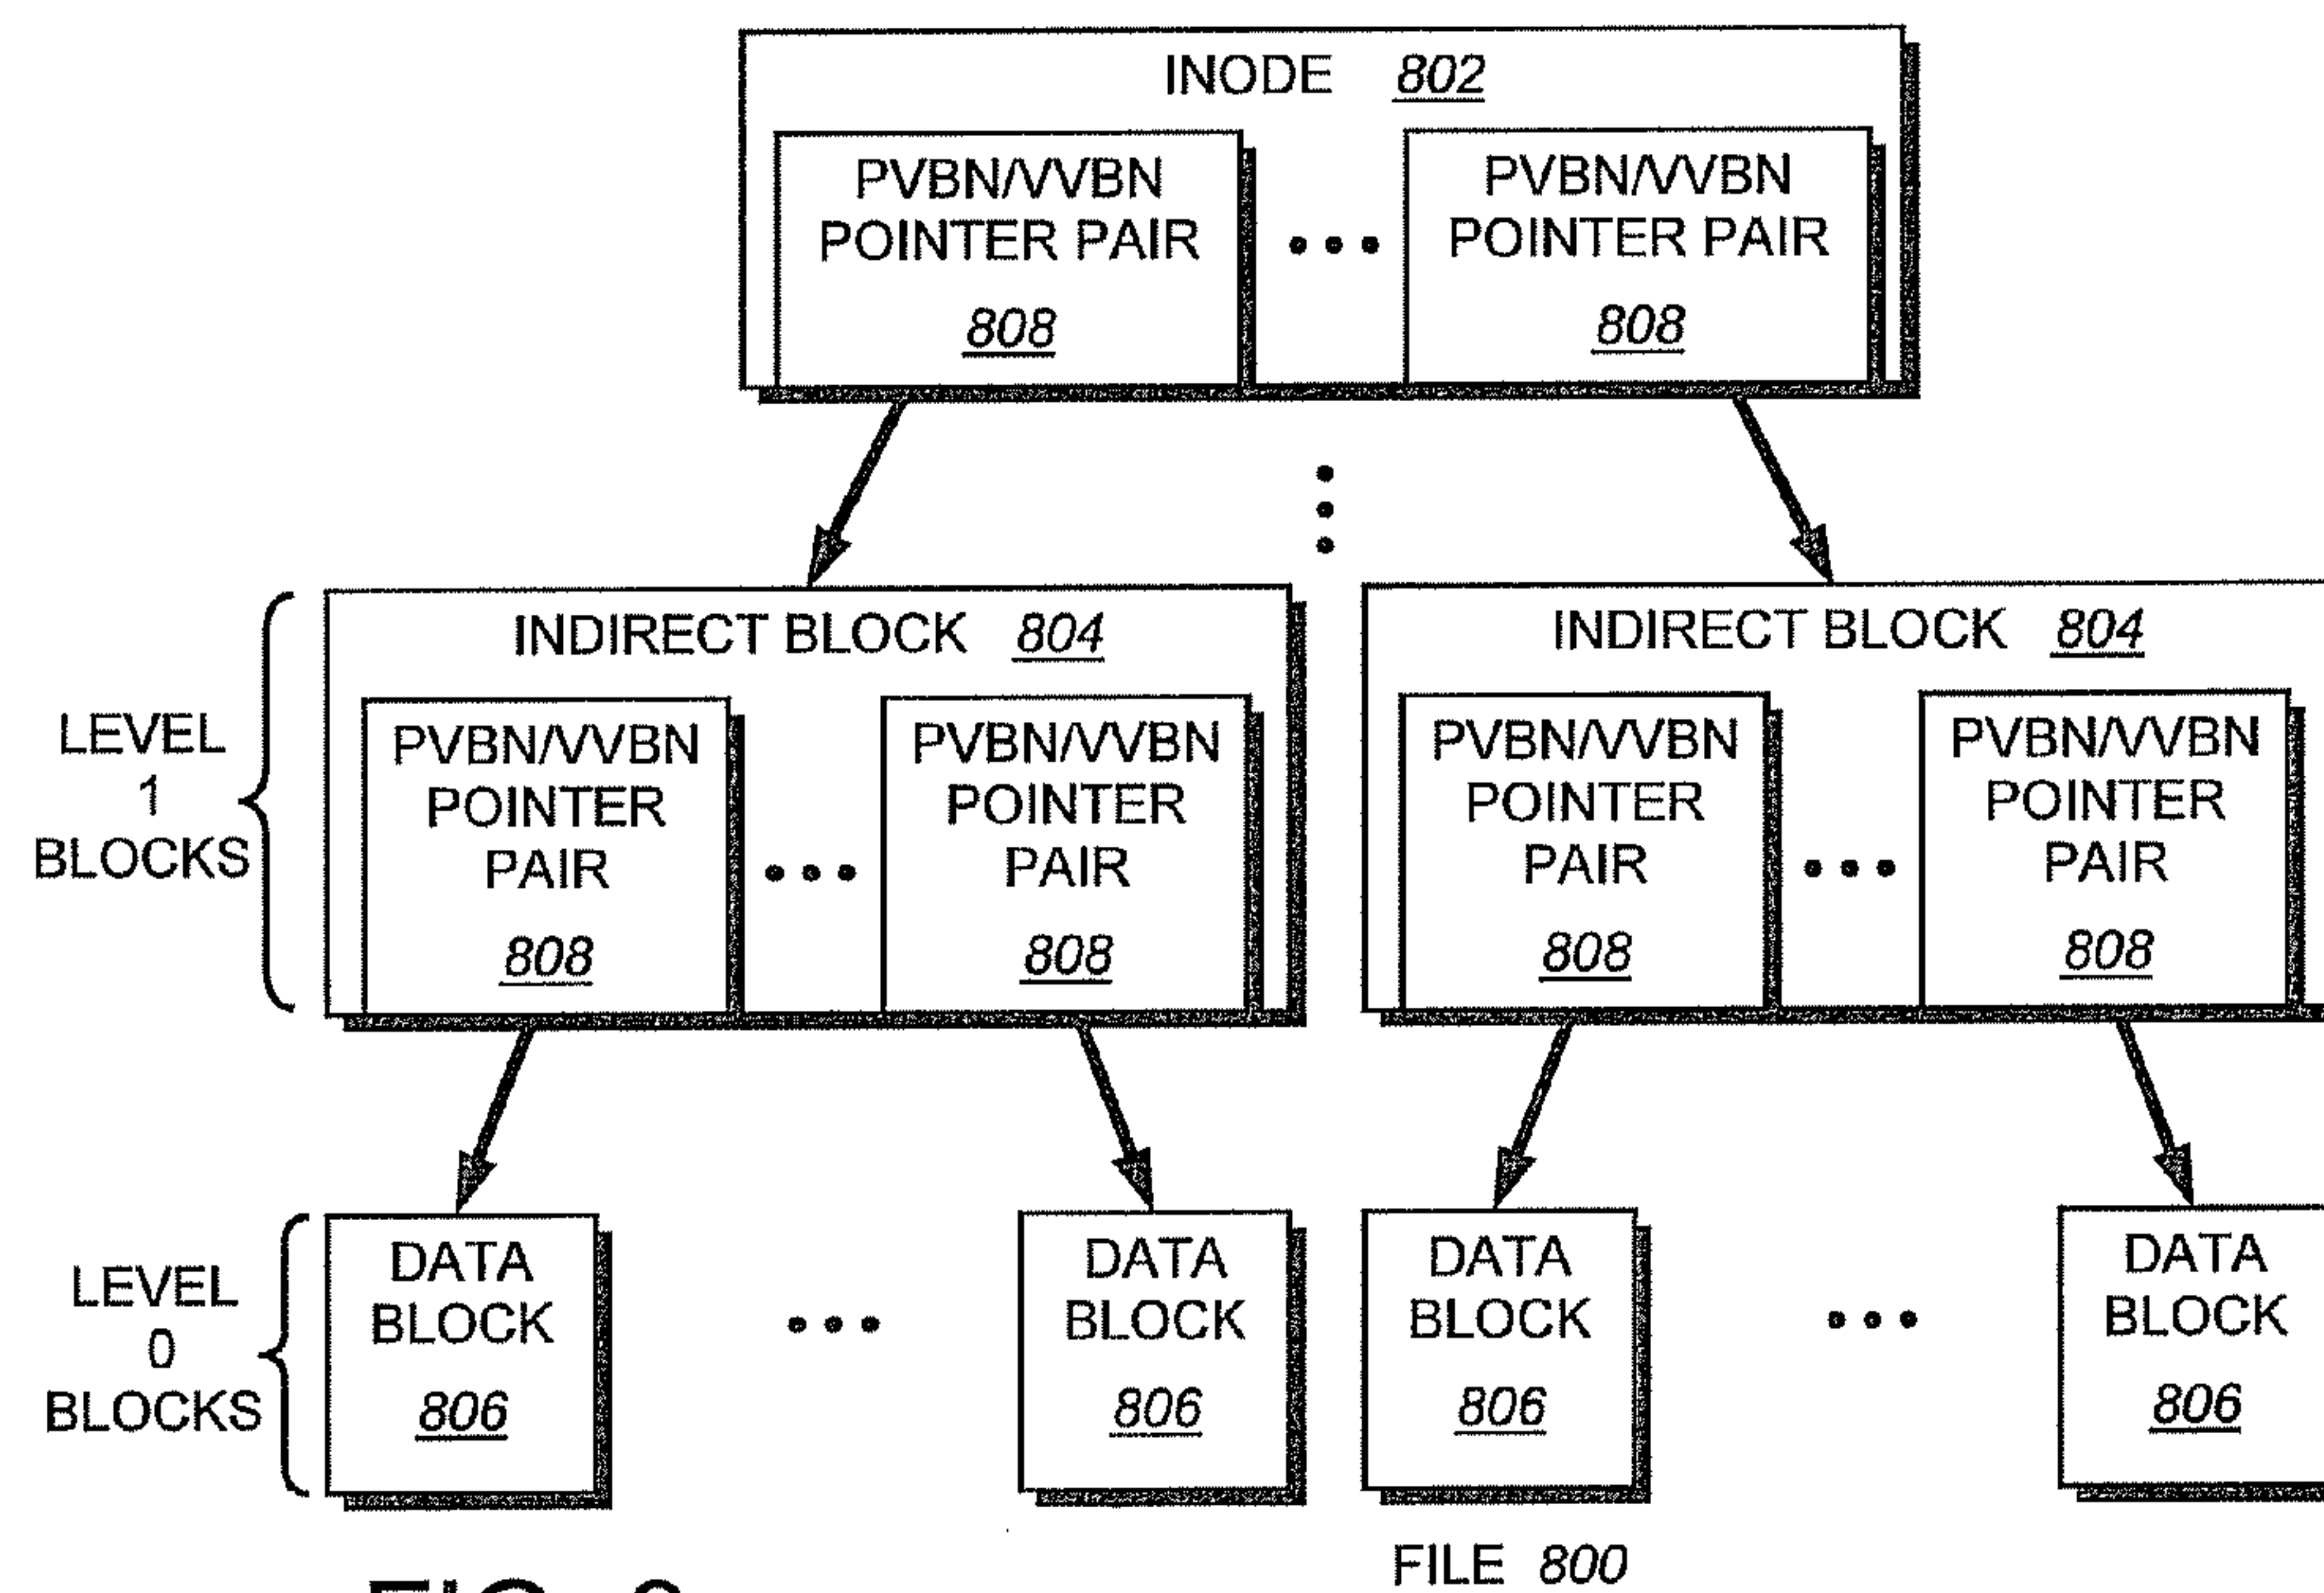 INODE 802
PVBN/VVBN
POINTER PAIR
808
PVBN/VVBN
POINTER PAIR
808
LEVEL
1
BLOCKS
INDIRECT BLOCK 804
PVBN/VVBN
POINTER
PAIR
808
PVBN/VVBN
POINTER
PAIR
808
INDIRECT BLOCK 804
PVBN/VVBN
POINTER
PAIR
808
PVBN/VVBN
POINTER
PAIR
808
LEVEL
0
BLOCKS
DATA
BLOCK
806
DATA
BLOCK
806
DATA
BLOCK
806
DATA
BLOCK
806
FILE 800
FIG.